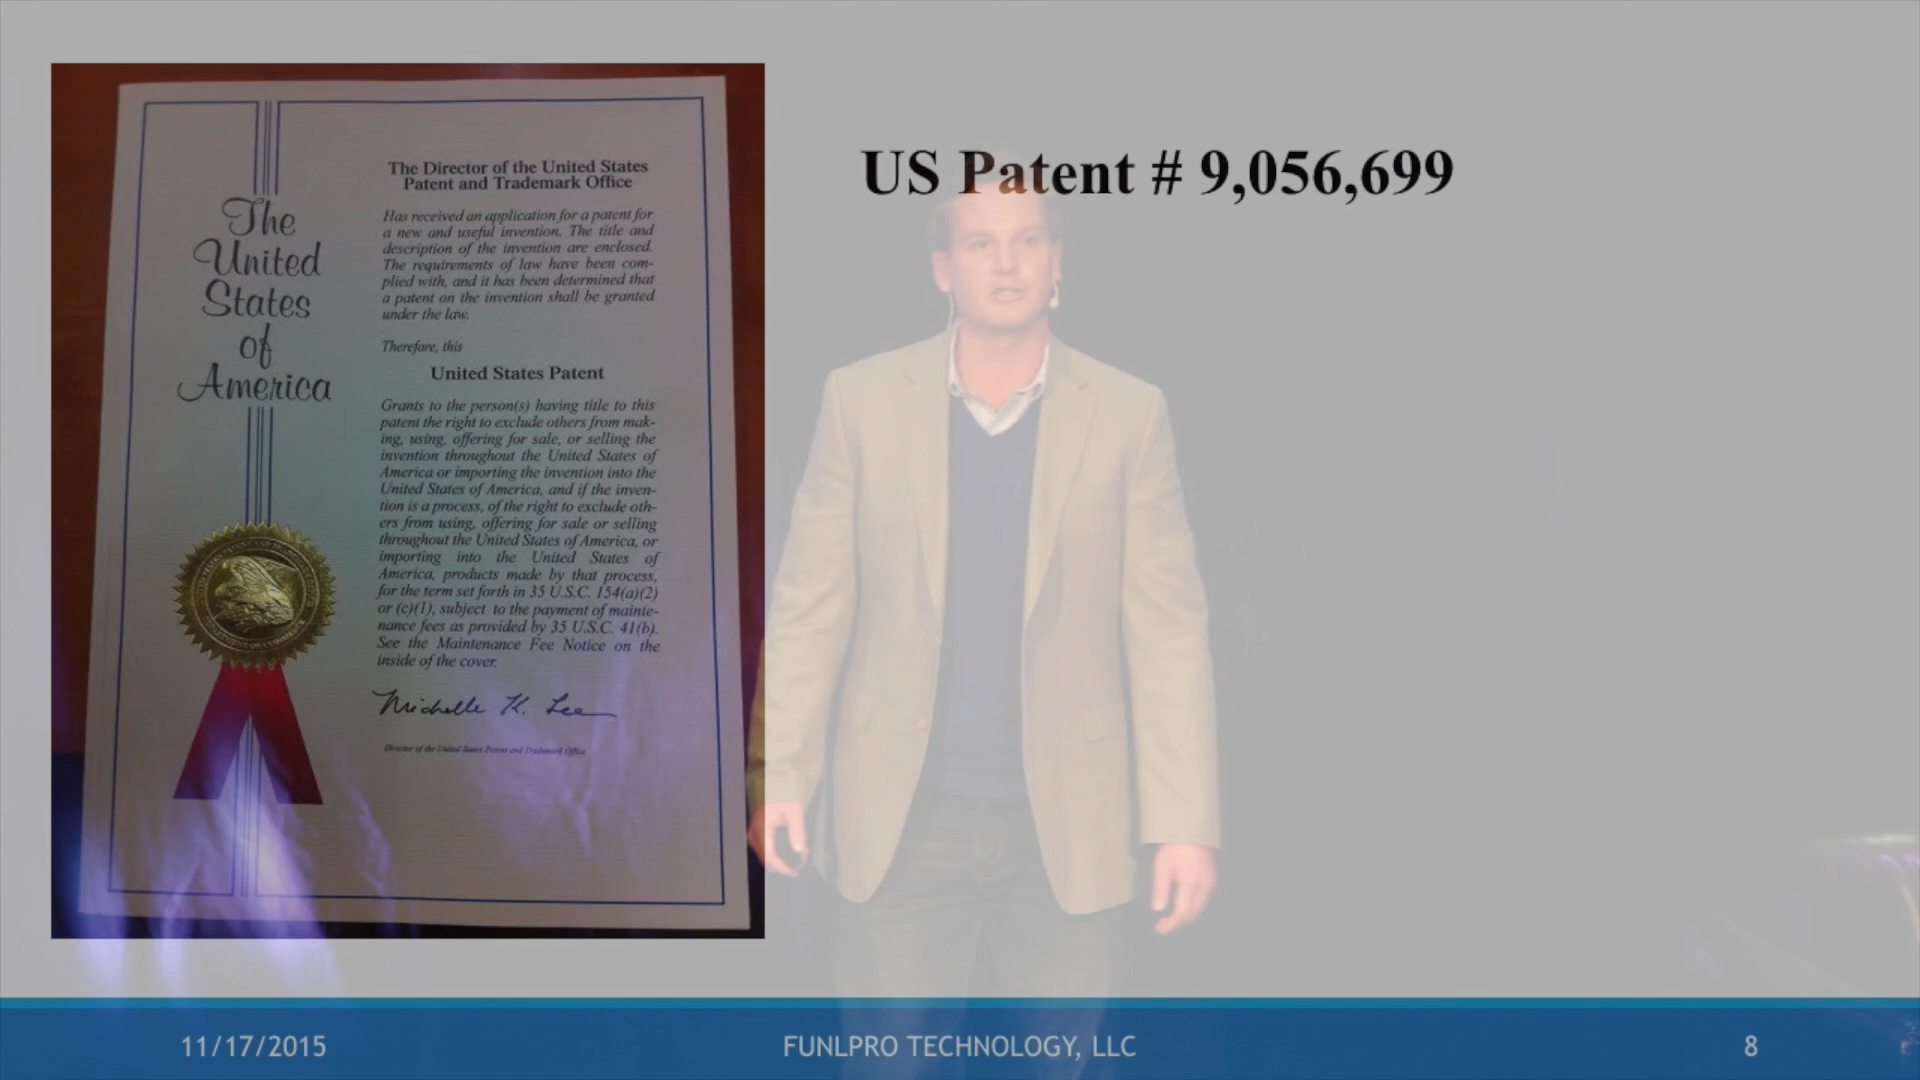 The
United
States
of
America
The Director of the United States
Patent and Trademark Office
Has received an application for a patent for
a new and useful invention. The title and
description of the invention are enclosed.
The requirements of law have been com-
plied with, and it has been determined that
a patent on the invention shall be granted
under the law.
Therefore, this
United States Patent
Grants to the person(s) having title to this
patent the right to exclude others from mak-
ing, using, offering for sale, or selling the
invention throughout the United States of
America or importing the invention into the
United States of America, and if the inven-
tion is a process, of the right to exclude oth-
ers from using, offering for sale or selling
throughout the United States of America, or
importing into the United States of
America, products made by that process,
for the term set forth in 35 U.S.C. 154(a)(2)
or (c)(1), subject to the payment of mainte-
nance fees as provided by 35 U.S.C. 41(b).
See the Maintenance Fee Notice on the
inside of the cover.
Michelle K. Lee
Director of the United States Patent and Trademark Office
US Patent # 9,056,699
11/17/2015
FUNLPRO TECHNOLOGY, LLC
8